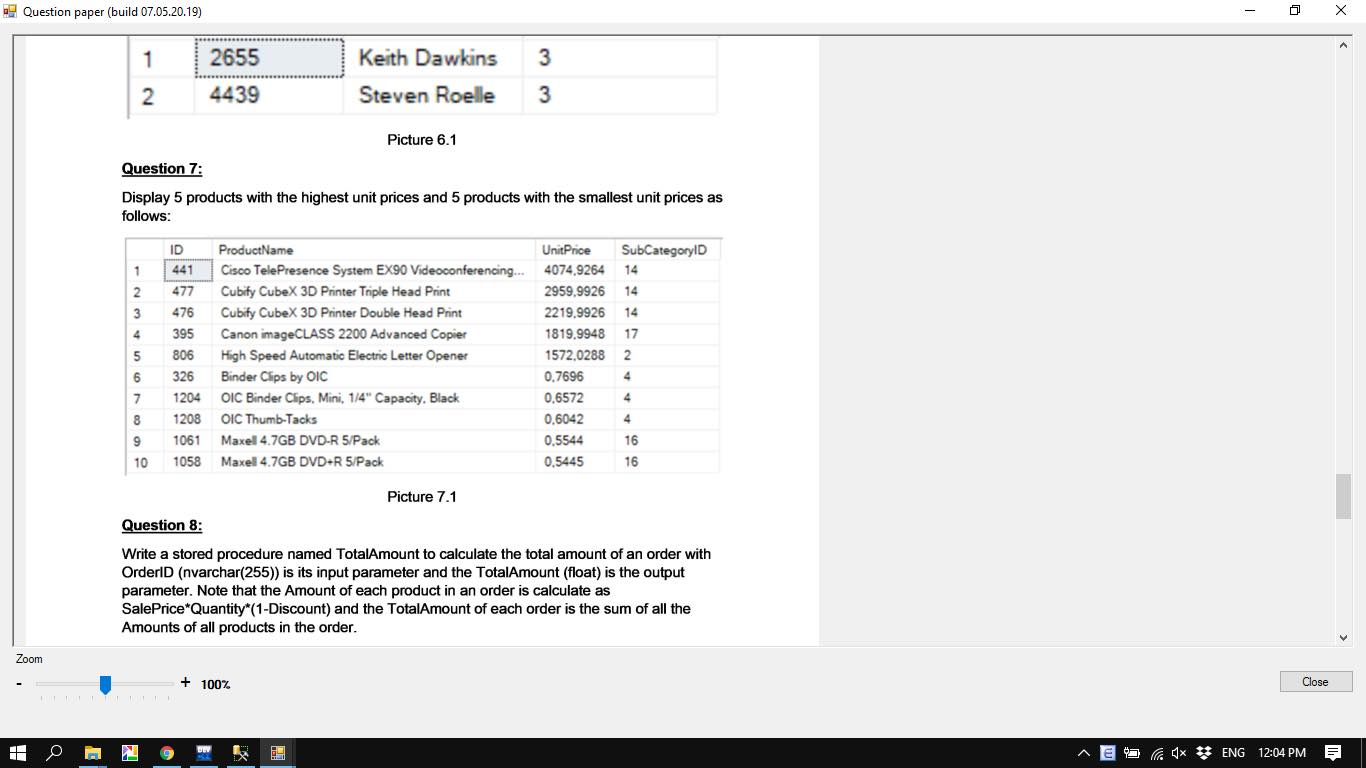 Question paper (build 07.05.20.19)
1 2655 Keith Dawkins 3
2 4439 Steven Roelle 3
Picture 6.1
Question 7:
Display 5 products with the highest unit prices and 5 products with the smallest unit prices as
follows:
ID ProductName UnitPrice SubCategoryID
1 441 Cisco TelePresence System EX90 Videoconferencing... 4074,9264 14
2 477 Cubify CubeX 3D Printer Triple Head Print 2959,9926 14
3 476 Cubify CubeX 3D Printer Double Head Print 2219,9926 14
4 395 Canon imageCLASS 2200 Advanced Copier 1819,9948 17
5 806 High Speed Automatic Electric Letter Opener 1572,0288 2
6 326 Binder Clips by OIC 0,7696 4
7 1204 OIC Binder Clips, Mini, 1/4" Capacity, Black 0,6572 4
8 1208 OIC Thumb-Tacks 0,6042 4
9 1061 Maxell 4.7GB DVD-R 5/Pack 0,5544 16
10 1058 Maxell 4.7GB DVD+R 5/Pack 0,5445 16
Picture 7.1
Question 8:
Write a stored procedure named TotalAmount to calculate the total amount of an order with
OrderID (nvarchar(255)) is its input parameter and the TotalAmount (float) is the output
parameter. Note that the Amount of each product in an order is calculate as
SalePrice*Quantity*(1-Discount) and the TotalAmount of each order is the sum of all the
Amounts of all products in the order.
Zoom
- + 100%
Close
ENG 12:04 PM